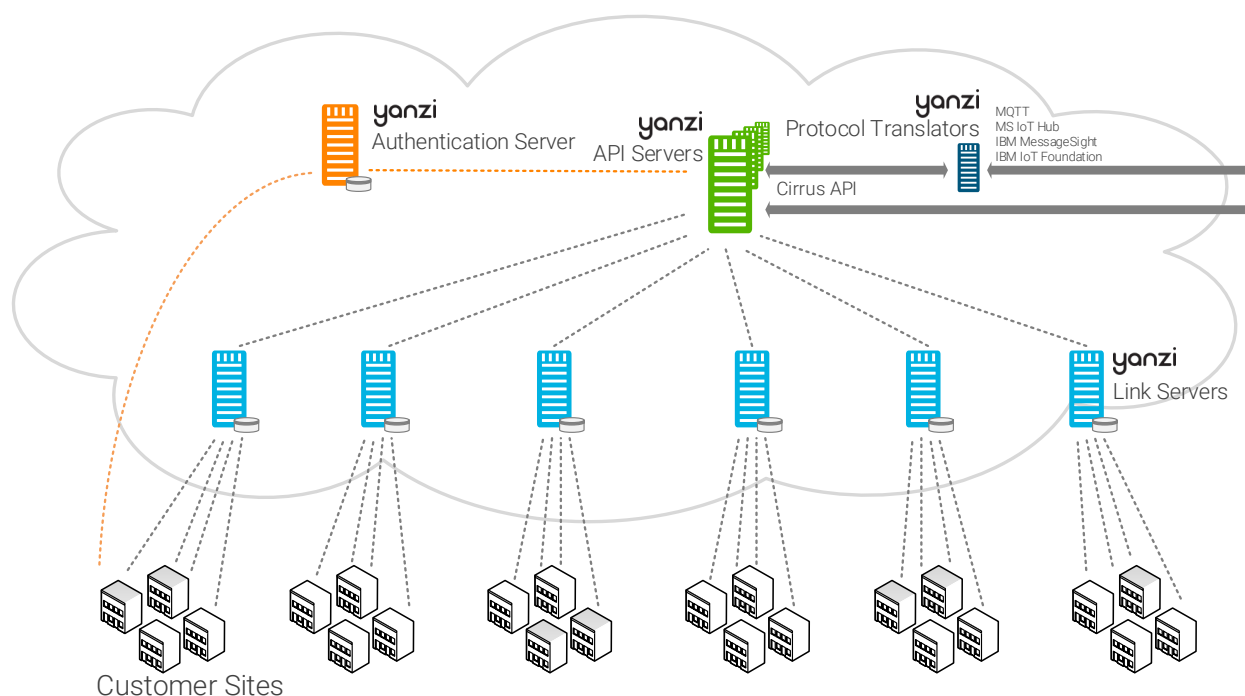 yanzi
Authentication Server
yanzi
API Servers
yanzi
Protocol Translators
MQTT
MS IoT Hub
IBM MessageSight
IBM IoT Foundation
Cirrus API
yanzi
Link Servers
Customer Sites